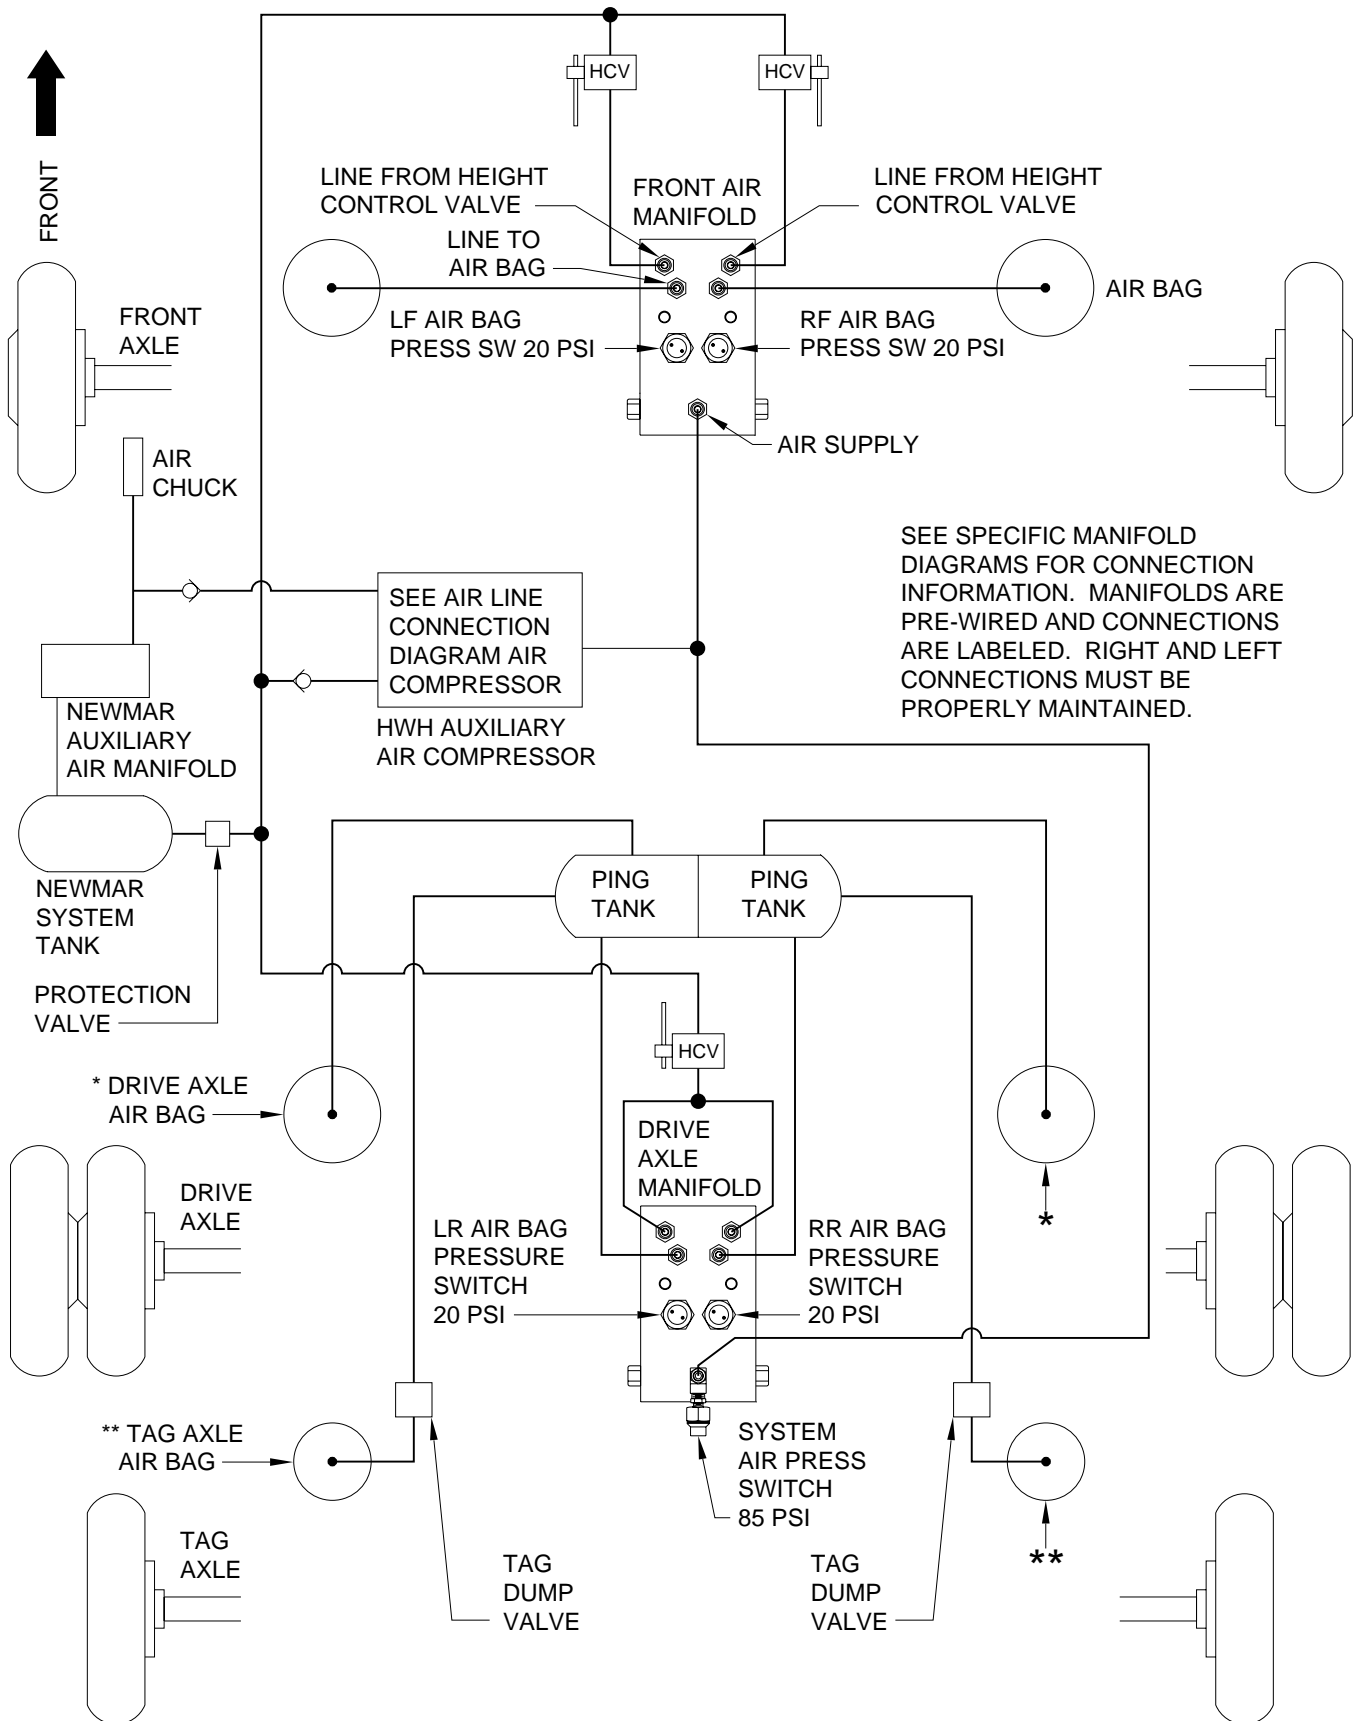 HCV
HCV
FRONT
LINE FROM HEIGHT
CONTROL VALVE
FRONT AIR
MANIFOLD
LINE FROM HEIGHT
CONTROL VALVE
LINE TO
AIR BAG
AIR BAG
FRONT
AXLE
LF AIR BAG
PRESS SW 20 PSI
RF AIR BAG
PRESS SW 20 PSI
AIR SUPPLY
AIR
CHUCK
SEE SPECIFIC MANIFOLD
DIAGRAMS FOR CONNECTION
INFORMATION. MANIFOLDS ARE
PRE-WIRED AND CONNECTIONS
ARE LABELED. RIGHT AND LEFT
CONNECTIONS MUST BE
PROPERLY MAINTAINED.
SEE AIR LINE
CONNECTION
DIAGRAM AIR
COMPRESSOR
HWH AUXILIARY
AIR COMPRESSOR
NEWMAR
AUXILIARY
AIR MANIFOLD
NEWMAR
SYSTEM
TANK
PING
TANK
PING
TANK
PROTECTION
VALVE
HCV
* DRIVE AXLE
AIR BAG
DRIVE
AXLE
MANIFOLD
*
DRIVE
AXLE
LR AIR BAG
PRESSURE
SWITCH
20 PSI
RR AIR BAG
PRESSURE
SWITCH
20 PSI
** TAG AXLE
AIR BAG
SYSTEM
AIR PRESS
SWITCH
85 PSI
**
TAG
AXLE
TAG
DUMP
VALVE
TAG
DUMP
VALVE